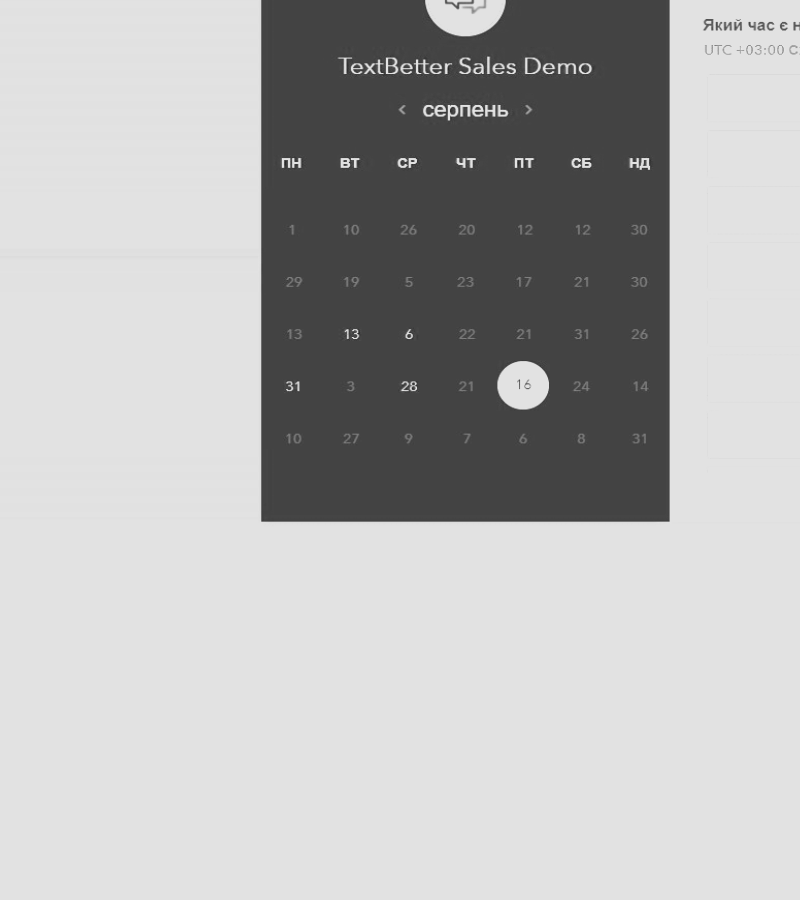 Який час є
UTC +03:00
TextBetter Sales Demo
серпень
ПН ВТ СР ЧТ ПТ СБ НД
1 10 26 20 12 12 30
29 19 5 23 17 21 30
13 13 6 22 21 31 26
31 3 28 21 16 24 14
10 27 9 7 6 8 31